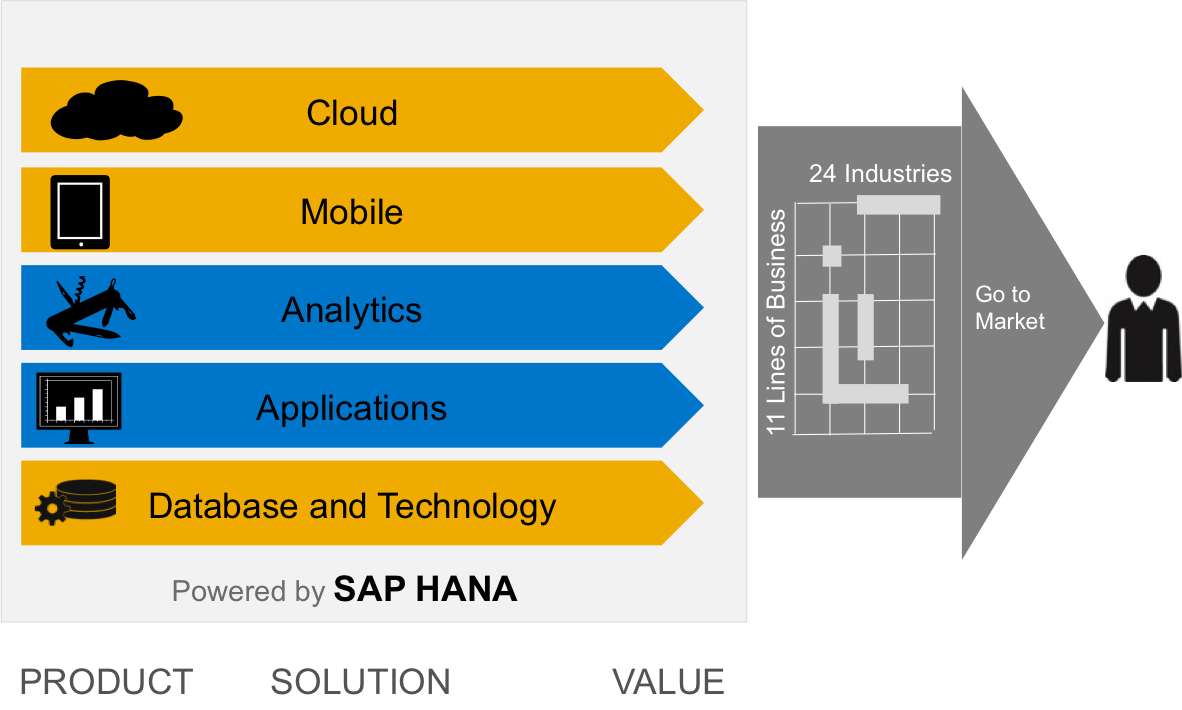 Cloud
Mobile
Analytics
Applications
Database and Technology
Powered by SAP HANA
24 Industries
11 Lines of Business
Go to
Market
PRODUCT SOLUTION VALUE